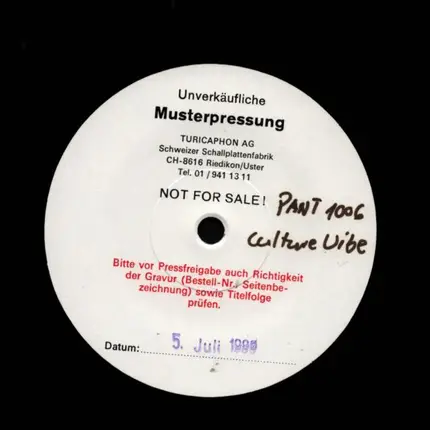 Unverkäufliche
Musterpressung
TURICAPHON AG
Schweizer Schallplattenfabrik
CH-8616 Riedikon/Uster
Tel. 01 / 941 13 11
NOT FOR SALE!
PANT 1006
Culture Vibe
Bitte vor Pressfreigabe auch Richtigkeit
der Gravur (Bestell-Nr., Seitenbe-
zeichnung) sowie Titelfolge
prüfen.
Datum: 5. Juli